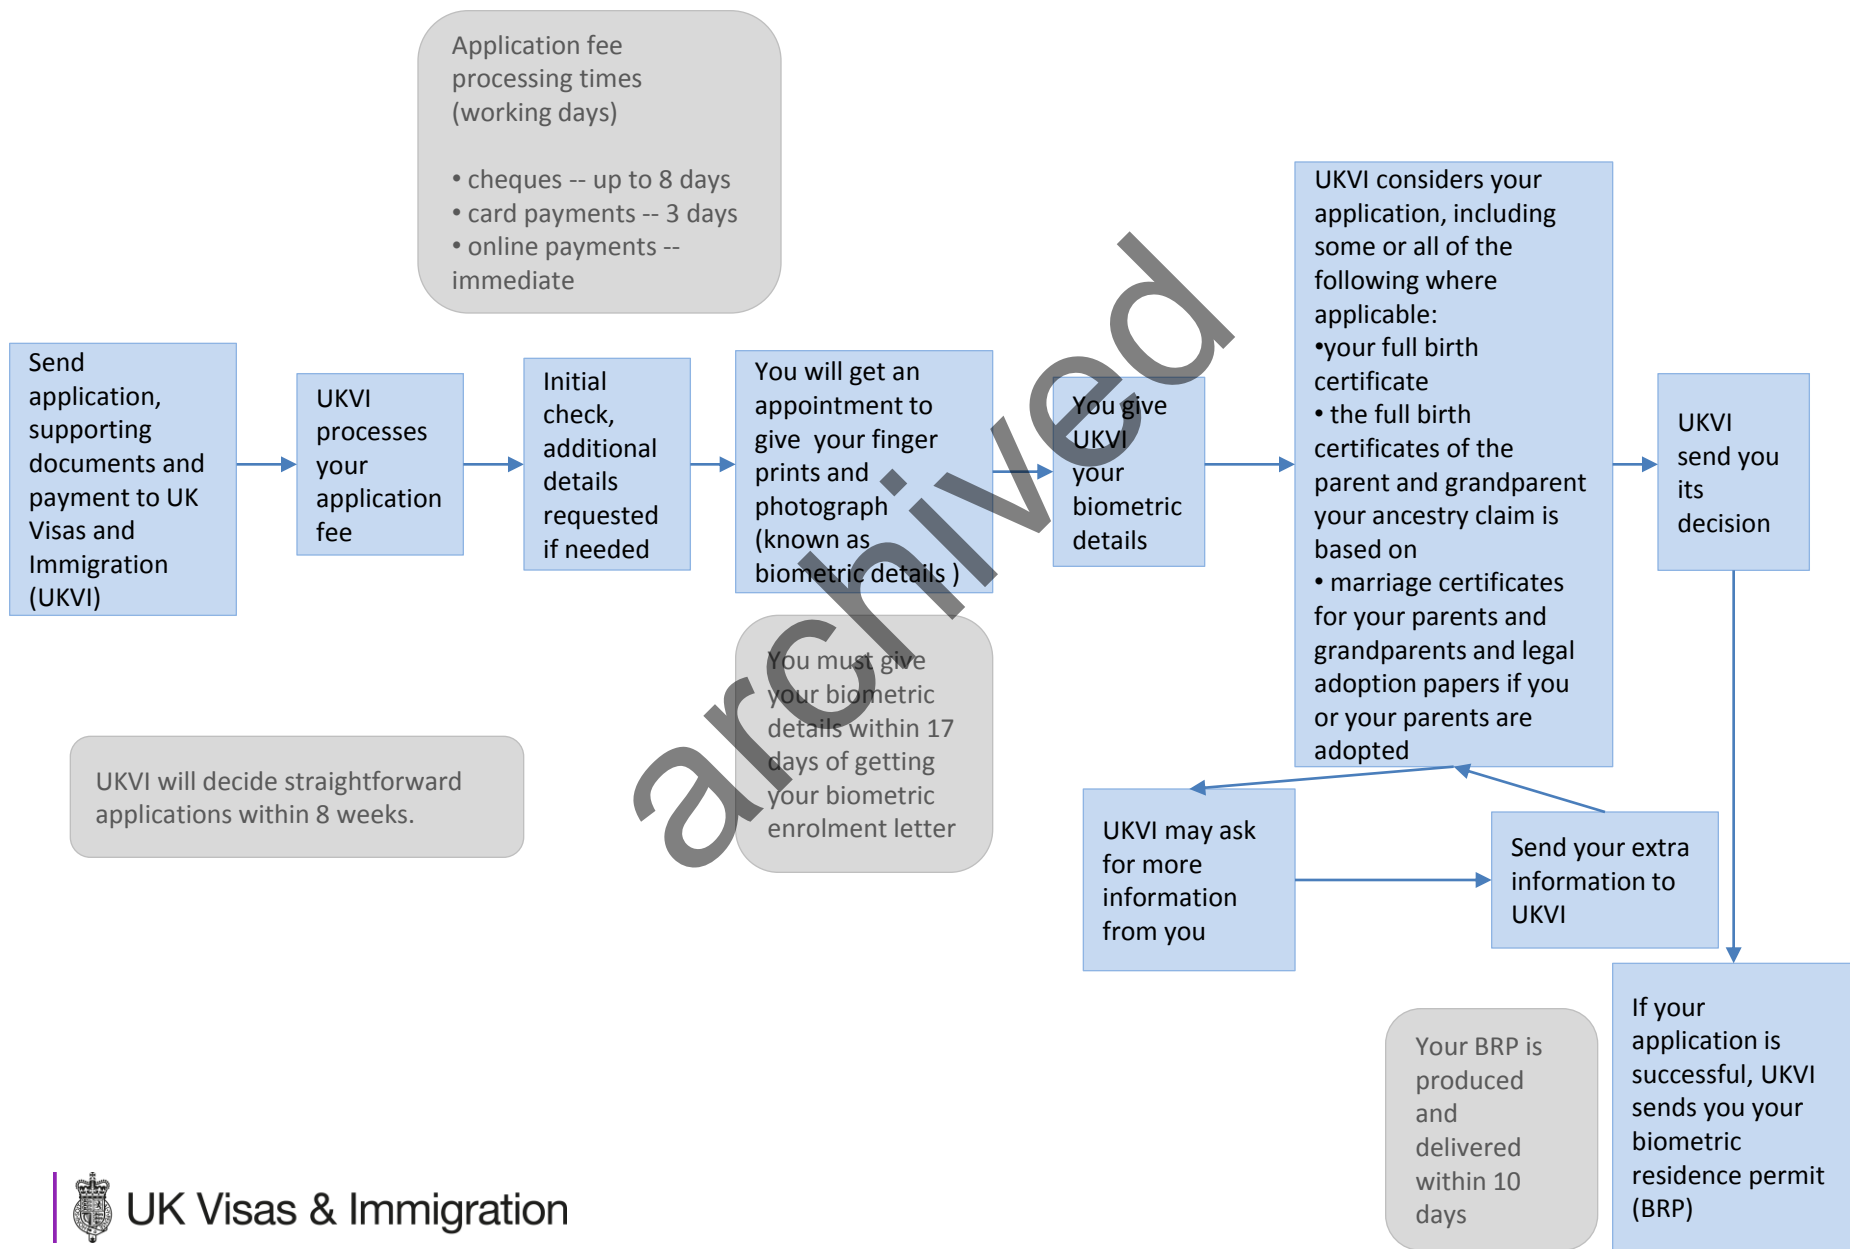 Application fee
processing times
(working days)
• cheques -- up to 8 days
• card payments -- 3 days
• online payments --
immediate
Send
application,
supporting
documents and
payment to UK
Visas and
Immigration
(UKVI)
UKVI
processes
your
application
fee
Initial
check,
additional
details
requested
if needed
You will get an
appointment to
give your finger
prints and
photograph
(known as
biometric details )
You give
UKVI
your
biometric
details
UKVI considers your
application, including
some or all of the
following where
applicable:
•your full birth
certificate
• the full birth
certificates of the
parent and grandparent
your ancestry claim is
based on
• marriage certificates
for your parents and
grandparents and legal
adoption papers if you
or your parents are
adopted
UKVI
send you
its
decision
You must give
your biometric
details within 17
days of getting
your biometric
enrolment letter
UKVI will decide straightforward
applications within 8 weeks.
UKVI may ask
for more
information
from you
Send your extra
information to
UKVI
Your BRP is
produced
and
delivered
within 10
days
If your
application is
successful, UKVI
sends you your
biometric
residence permit
(BRP)
archived
UK Visas & Immigration